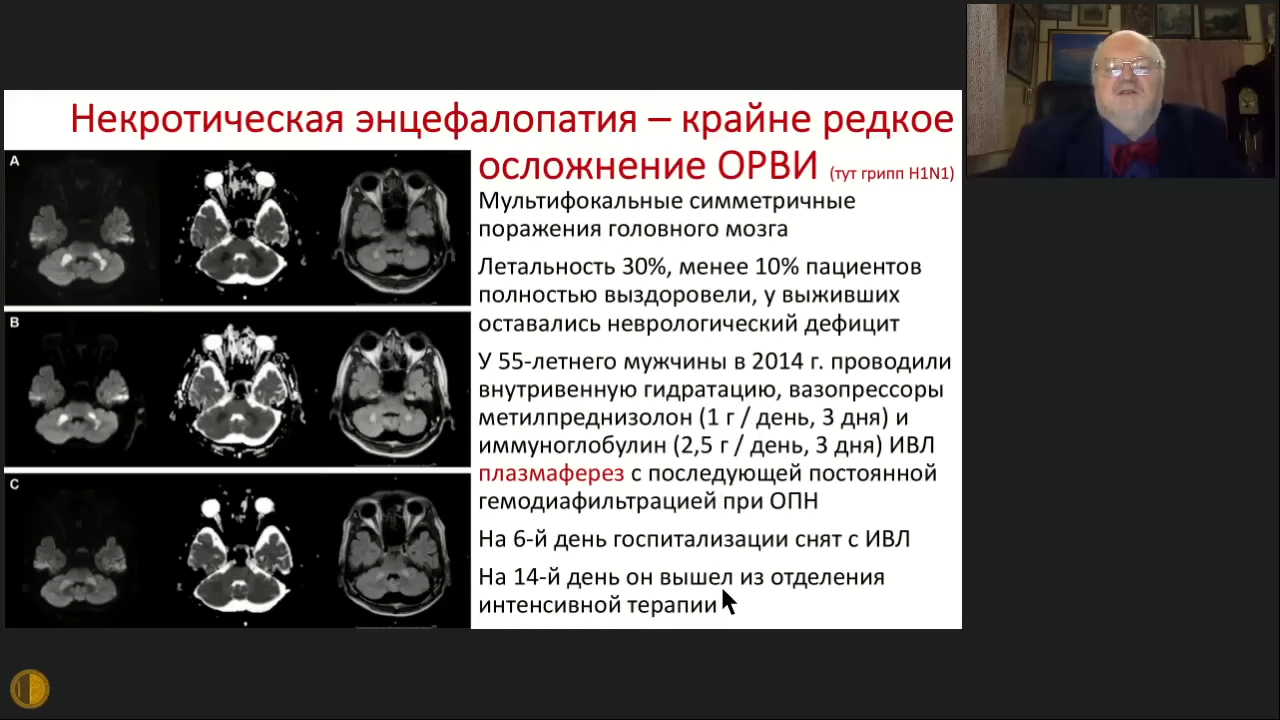 Некротическая энцефалопатия – крайне редкое
осложнение ОРВИ (тут грипп H1N1)
A
B
C
Мультифокальные симметричные
поражения головного мозга
Летальность 30%, менее 10% пациентов
полностью выздоровели, у выживших
оставались неврологический дефицит
У 55-летнего мужчины в 2014 г. проводили
внутривенную гидратацию, вазопрессоры
метилпреднизолон (1 г / день, 3 дня) и
иммуноглобулин (2,5 г / день, 3 дня) ИВЛ
плазмаферез с последующей постоянной
гемодиафильтрацией при ОПН
На 6-й день госпитализации снят с ИВЛ
На 14-й день он вышел из отделения
интенсивной терапии